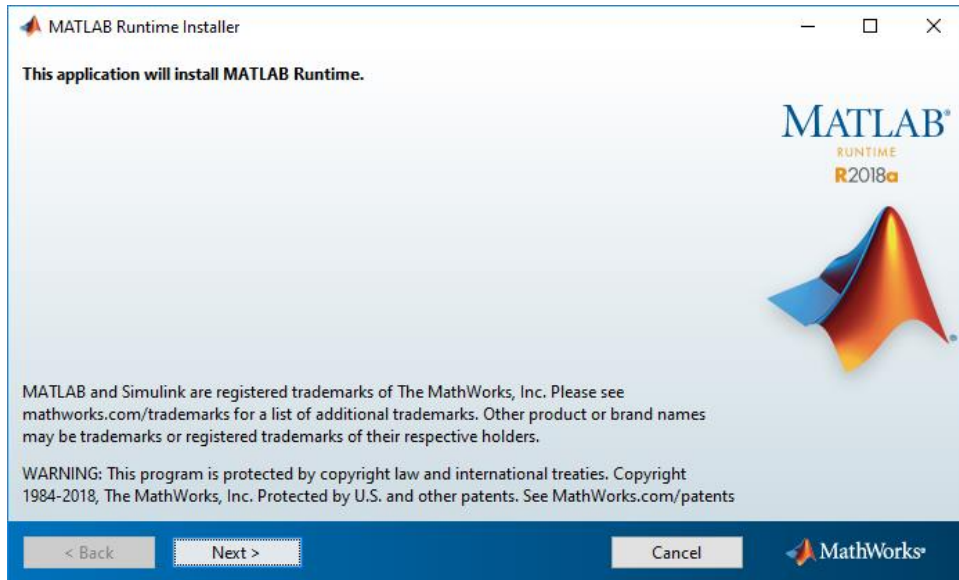 MATLAB Runtime Installer
This application will install MATLAB Runtime.
MATLAB®
RUNTIME
R2018a
MATLAB and Simulink are registered trademarks of The MathWorks, Inc. Please see
mathworks.com/trademarks for a list of additional trademarks. Other product or brand names
may be trademarks or registered trademarks of their respective holders.
WARNING: This program is protected by copyright law and international treaties. Copyright
1984-2018, The MathWorks, Inc. Protected by U.S. and other patents. See MathWorks.com/patents
< Back Next > Cancel MathWorks®